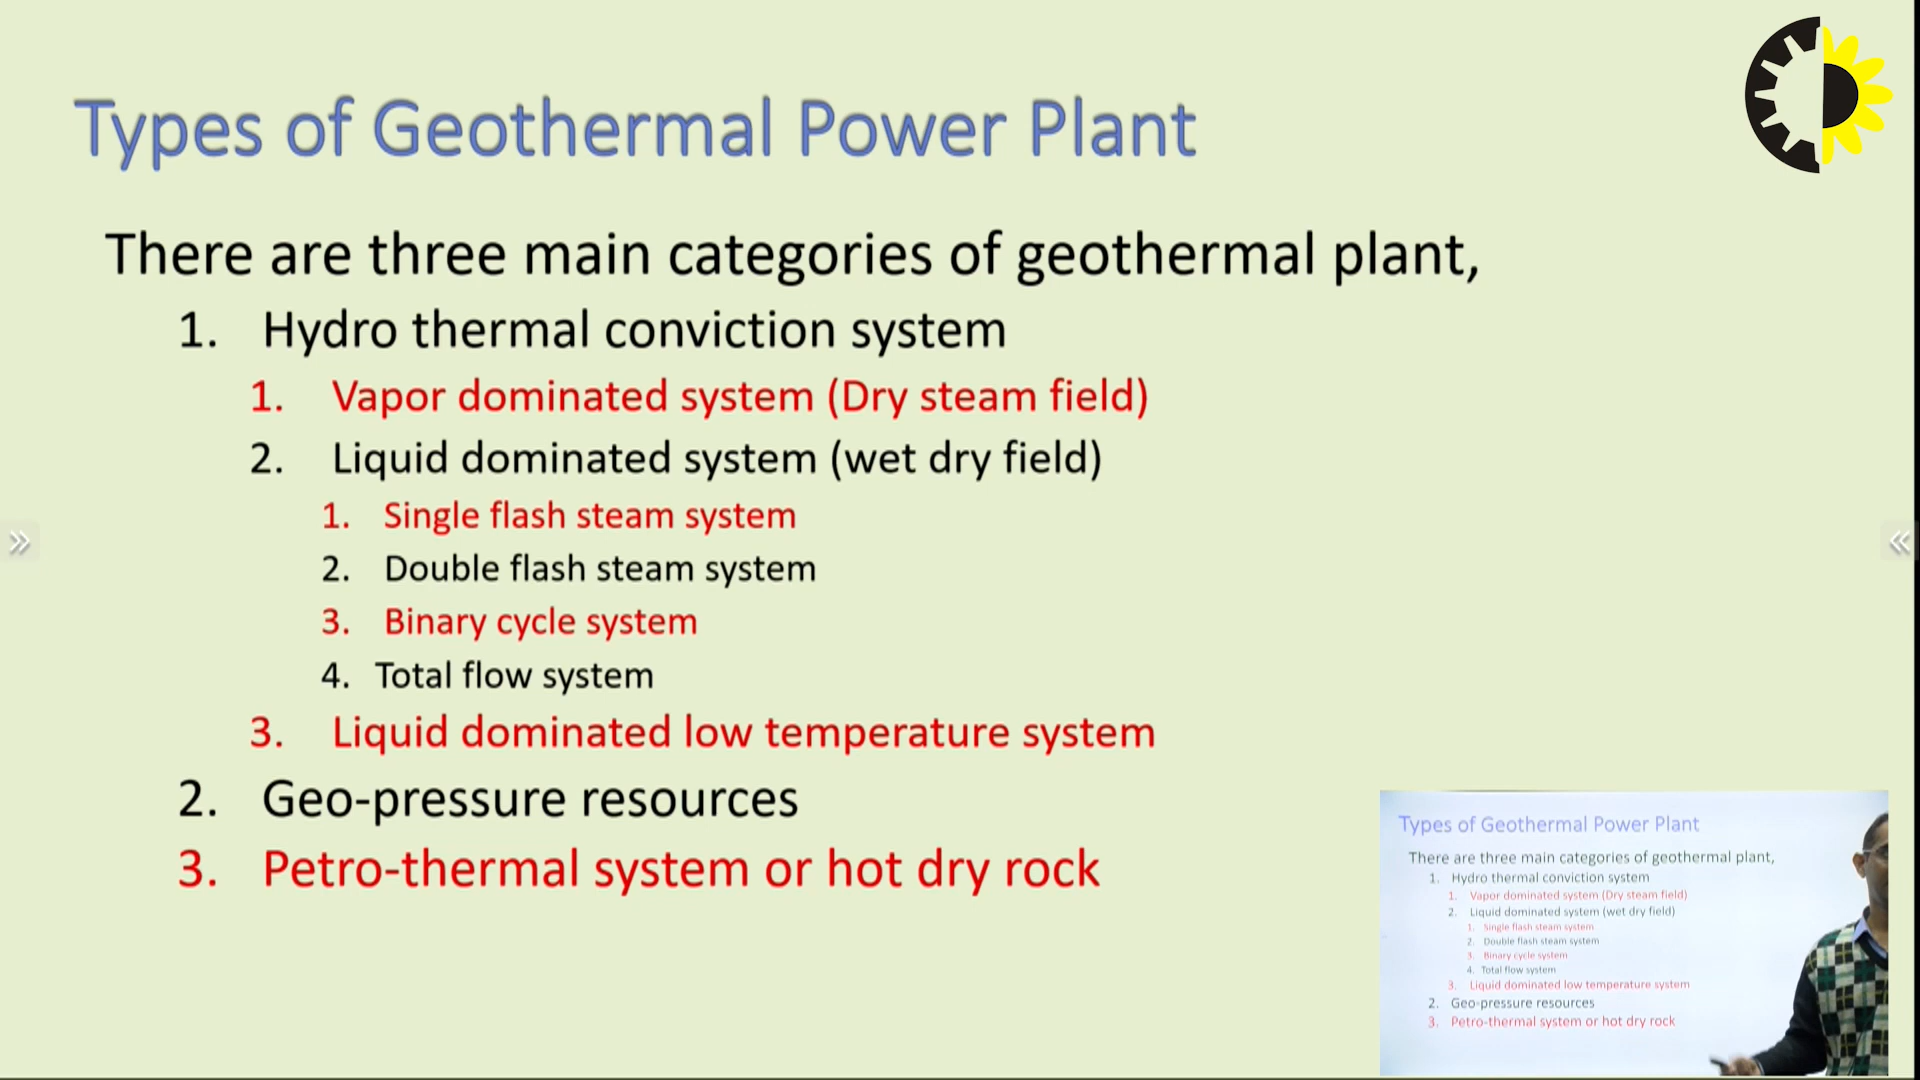 Types of Geothermal Power Plant
There are three main categories of geothermal plant,
1. Hydro thermal conviction system
1. Vapor dominated system (Dry steam field)
2. Liquid dominated system (wet dry field)
1. Single flash steam system
2. Double flash steam system
3. Binary cycle system
4. Total flow system
3. Liquid dominated low temperature system
2. Geo-pressure resources
3. Petro-thermal system or hot dry rock
Types of Geothermal Power Plant
There are three main categories of geothermal plant,
1. Hydro thermal conviction system
1. Vapor dominated system (Dry steam field)
2. Liquid dominated system (wet dry field)
1. Single flash steam system
2. Double flash steam system
3. Binary cycle system
4. Total flow system
3. Liquid dominated low temperature system
2. Geo-pressure resources
3. Petro-thermal system or hot dry rock